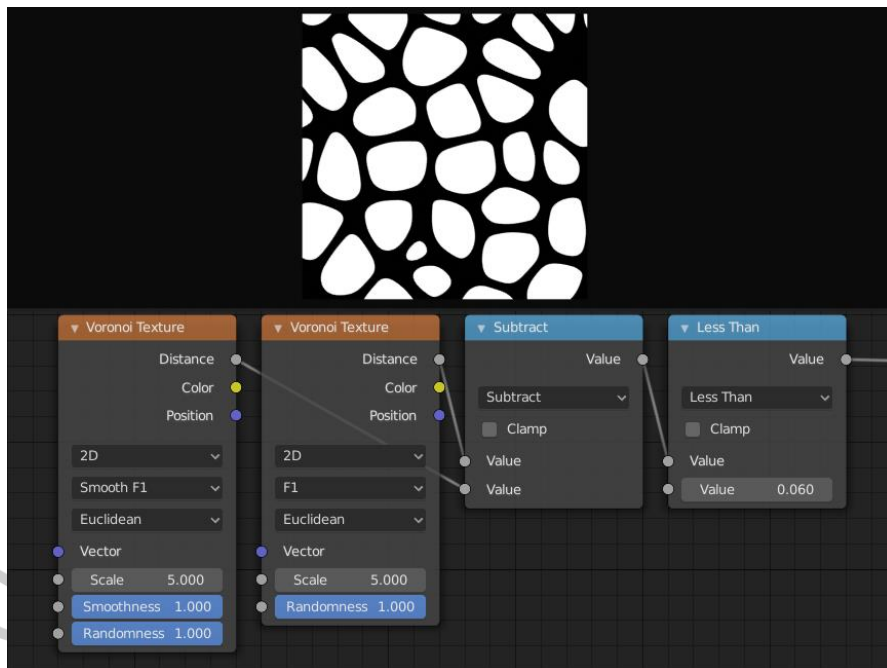 Voronoi Texture
Distance
Color
Position
2D
Smooth F1
Euclidean
Vector
Scale 5.000
Smoothness 1.000
Randomness 1.000
Voronoi Texture
Distance
Color
Position
2D
F1
Euclidean
Vector
Scale 5.000
Randomness 1.000
Subtract
Value
Subtract
Clamp
Value
Value
Less Than
Value
Less Than
Clamp
Value
Value 0.060